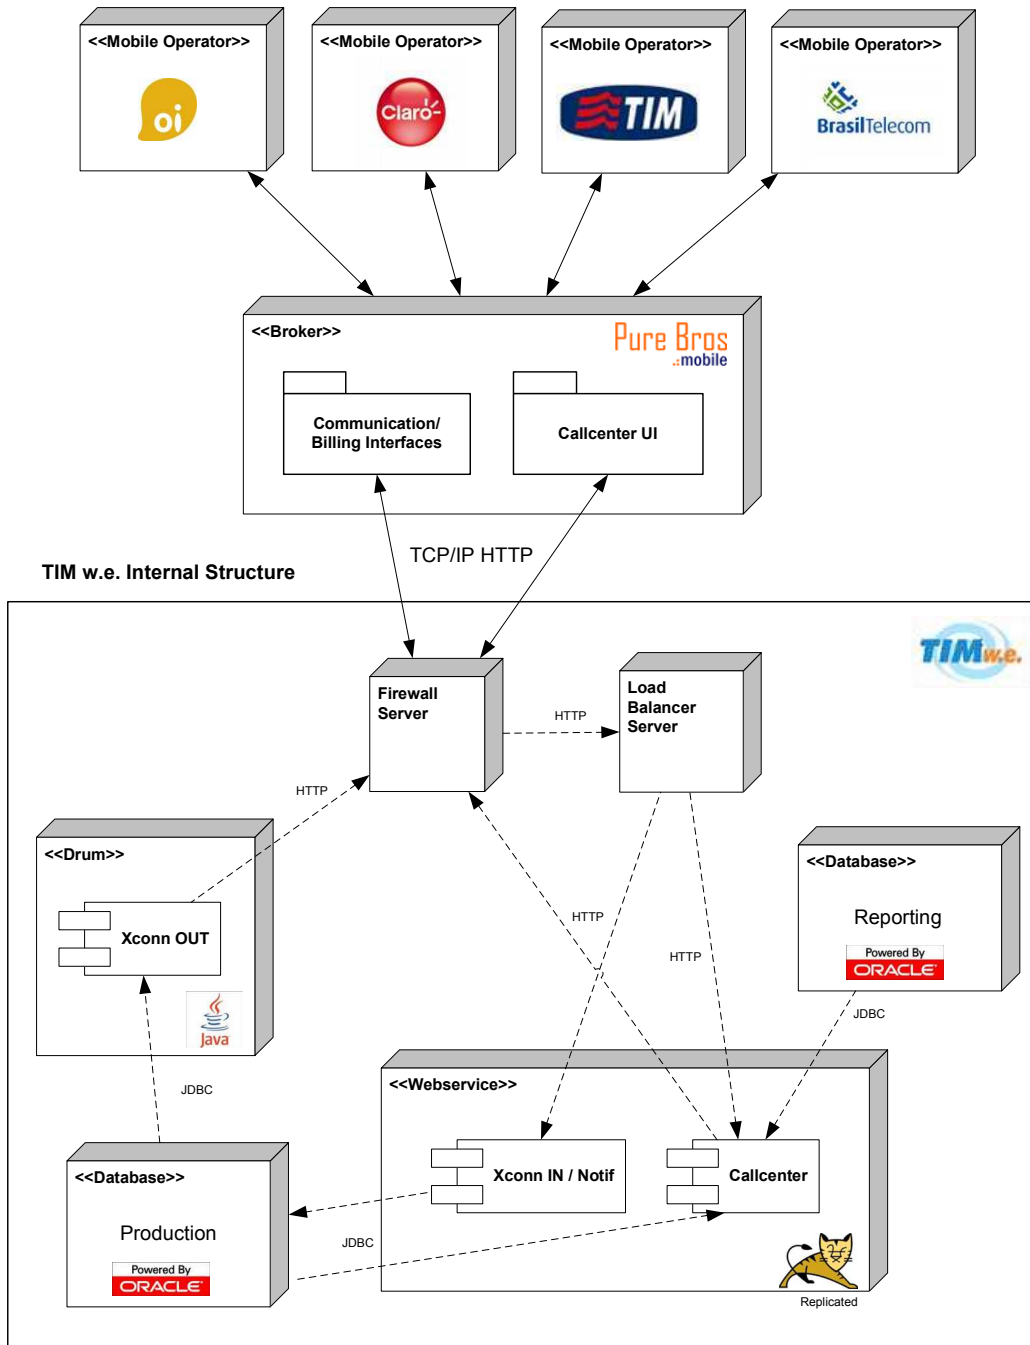 <<Mobile Operator>>
<<Mobile Operator>>
<<Mobile Operator>>
<<Mobile Operator>>
oi
Claro-
TIM
BrasilTelecom
<<Broker>>
Pure Bros
.:mobile
Communication/
Billing Interfaces
Callcenter UI
TCP/IP HTTP
TIM w.e. Internal Structure
TIMw.e.
Firewall
Server
Load
Balancer
Server
HTTP
HTTP
<<Drum>>
<<Database>>
Xconn OUT
HTTP
Reporting
Powered By
ORACLE
HTTP
Java
JDBC
JDBC
<<Webservice>>
<<Database>>
Xconn IN / Notif
Callcenter
Production
JDBC
Powered By
ORACLE
Replicated